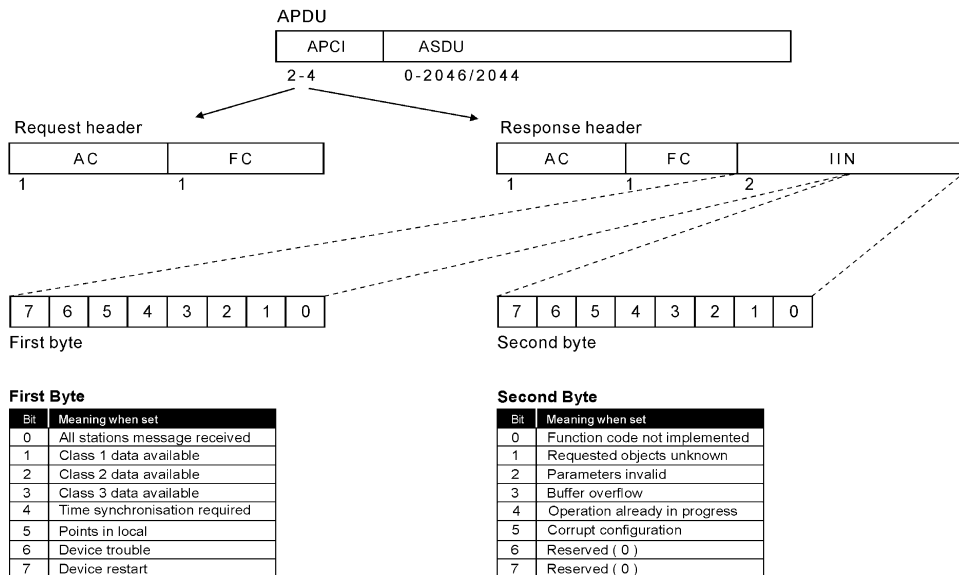 APDU
APCI ASDU
2-4 0-2046/2044
Request header Response header
AC FC AC FC IIN
1 1 1 1 2
7 6 5 4 3 2 1 0 7 6 5 4 3 2 1 0
First byte Second byte
First Byte Second Byte
Bit Meaning when set Bit Meaning when set
0 All stations message received 0 Function code not implemented
1 Class 1 data available 1 Requested objects unknown
2 Class 2 data available 2 Parameters invalid
3 Class 3 data available 3 Buffer overflow
4 Time synchronisation required 4 Operation already in progress
5 Points in local 5 Corrupt configuration
6 Device trouble 6 Reserved ( 0 )
7 Device restart 7 Reserved ( 0 )